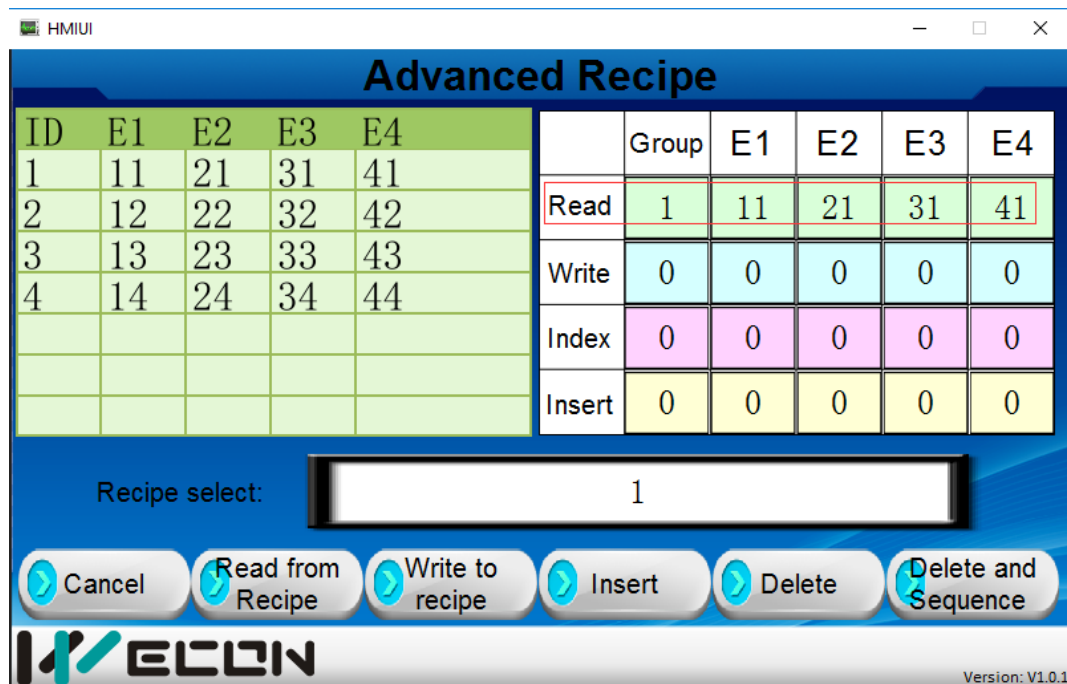 HMIUI
Advanced Recipe
ID E1 E2 E3 E4
1 11 21 31 41
2 12 22 32 42
3 13 23 33 43
4 14 24 34 44
Group E1 E2 E3 E4
Read 1 11 21 31 41
Write 0 0 0 0 0
Index 0 0 0 0 0
Insert 0 0 0 0 0
Recipe select: 1
Cancel
Read from
Recipe
Write to
recipe
Insert
Delete
Delete and
Sequence
WECON
Version: V1.0.1